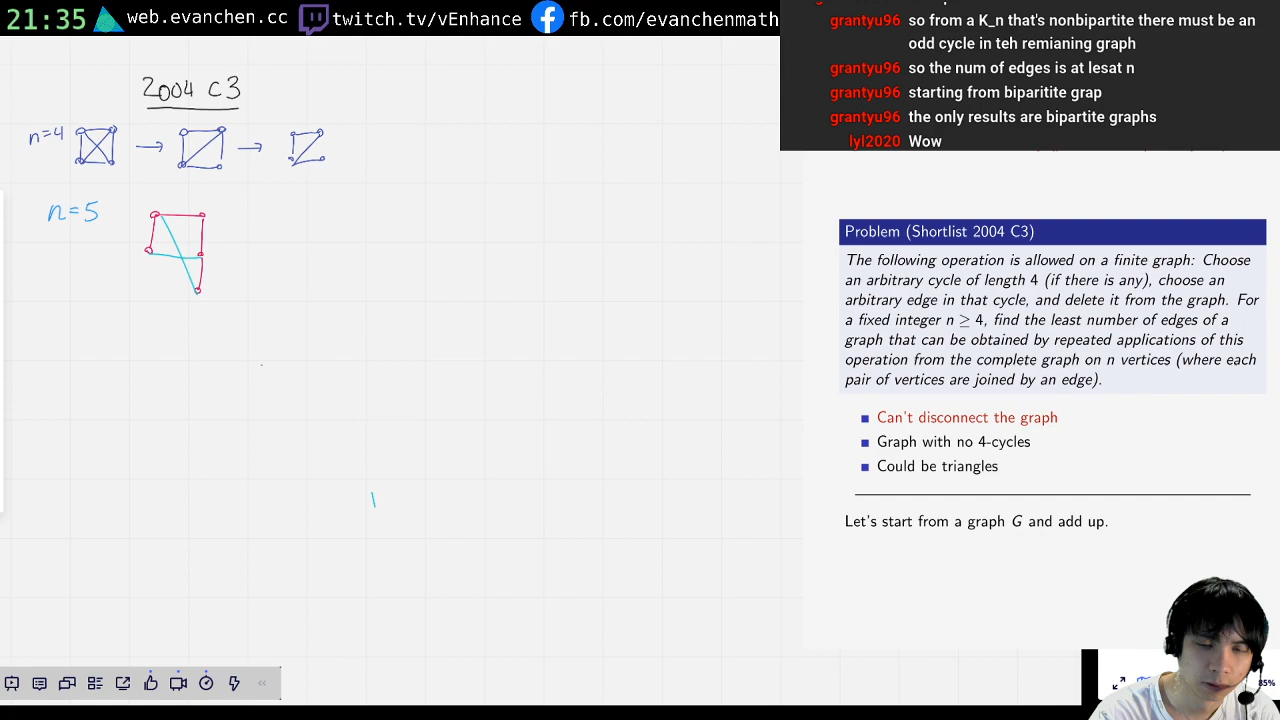 21:35 web.evanchen.cc twitch.tv/vEnhance fb.com/evanchenmath
grantyu96 so from a K_n that's nonbipartite there must be an
odd cycle in teh remianing graph
grantyu96 so the num of edges is at lesat n
grantyu96 starting from biparitite grap
grantyu96 the only results are bipartite graphs
lyl2020 Wow
2004 C3
n=4
n=5
Problem (Shortlist 2004 C3)
The following operation is allowed on a finite graph: Choose
an arbitrary cycle of length 4 (if there is any), choose an
arbitrary edge in that cycle, and delete it from the graph. For
a fixed integer n ≥ 4, find the least number of edges of a
graph that can be obtained by repeated applications of this
operation from the complete graph on n vertices (where each
pair of vertices are joined by an edge).
Can't disconnect the graph
Graph with no 4-cycles
Could be triangles
Let's start from a graph G and add up.
85%